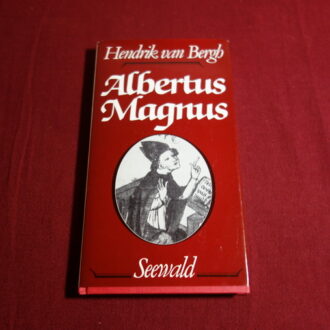 Hendrik van Bergh
Albertus
Magnus
Seewald